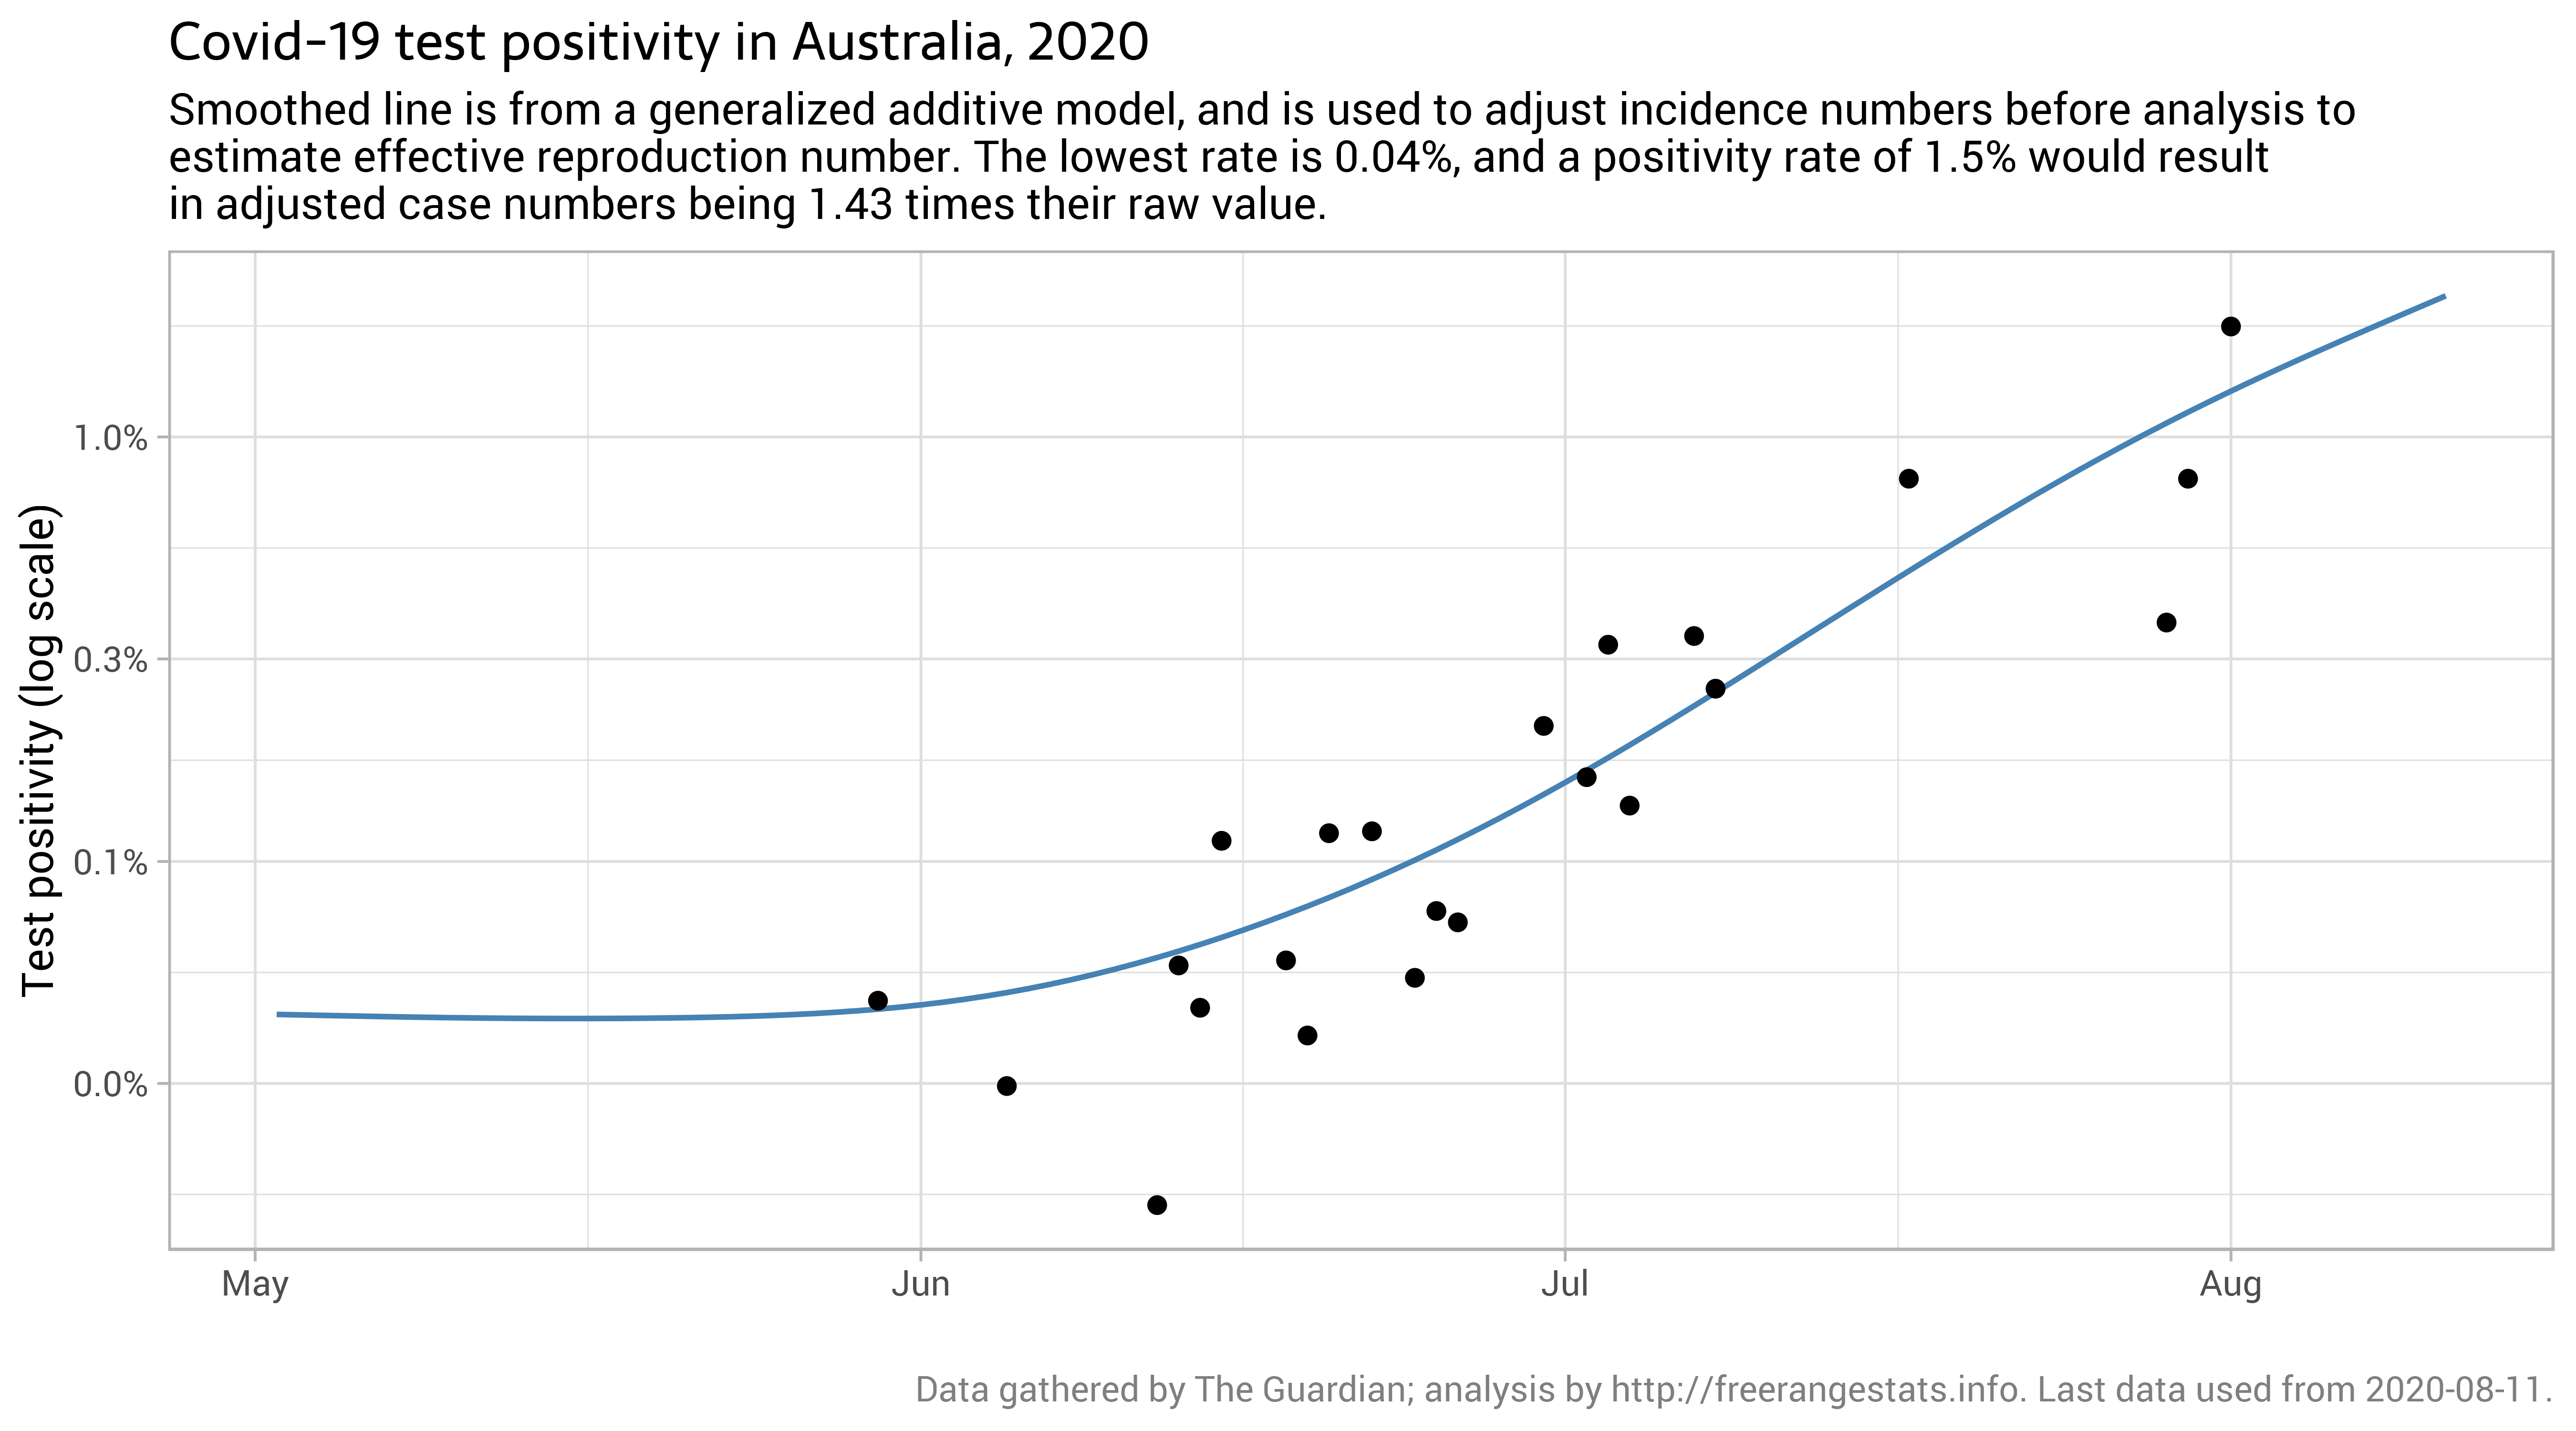 Covid-19 test positivity in Australia, 2020
Smoothed line is from a generalized additive model, and is used to adjust incidence numbers before analysis to
estimate effective reproduction number. The lowest rate is 0.04%, and a positivity rate of 1.5% would result
in adjusted case numbers being 1.43 times their raw value.
Test positivity (log scale)
1.0%
0.3%
0.1%
0.0%
May
Jun
Jul
Aug
Data gathered by The Guardian; analysis by http://freerangestats.info. Last data used from 2020-08-11.